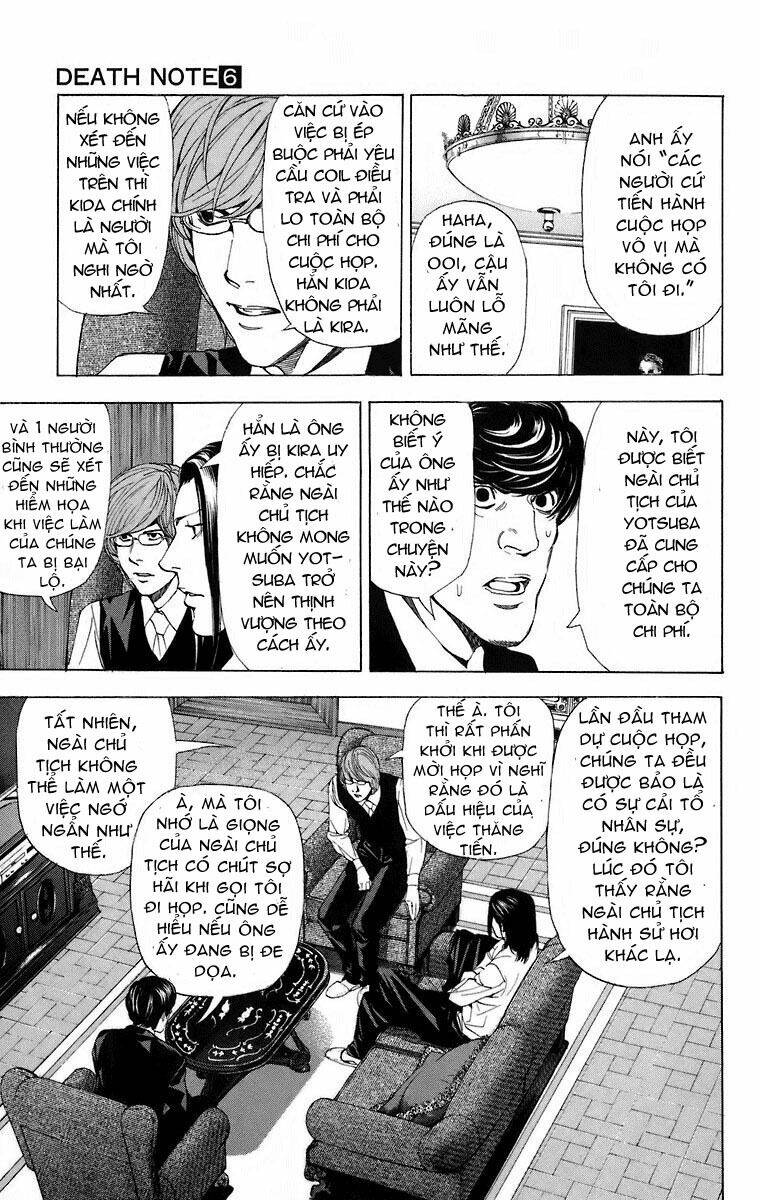 DEATH NOTE 6
ANH ẤY
NÓI "CÁC
NGƯỜI CỨ
TIẾN HÀNH
CUỘC HỌP
VÔ VỊ MÀ
KHÔNG CÓ
TÔI ĐI."
HAHA,
ĐÚNG LÀ
OOI, CẬU
ẤY VẪN
LUÔN LỖ
MÃNG
NHƯ THẾ.
CĂN CỨ VÀO
VIỆC BỊ ÉP
BUỘC PHẢI YÊU
CẦU COIL ĐIỀU
TRA VÀ PHẢI
LO TOÀN BỘ
CHI PHÍ CHO
CUỘC HỌP.
HẲN KIDA
KHÔNG PHẢI
LÀ KIRA.
NẾU KHÔNG
XÉT ĐẾN
NHỮNG VIỆC
TRÊN THÌ
KIDA CHÍNH
LÀ NGƯỜI
MÀ TÔI
NGHI NGỜ
NHẤT.
NÀY, TÔI
ĐƯỢC BIẾT
NGÀI CHỦ
TỊCH CỦA
YOTSUBA
ĐÃ CUNG
CẤP CHO
CHÚNG TA
TOÀN BỘ
CHI PHÍ.
KHÔNG
BIẾT Ý
CỦA ÔNG
ẤY NHƯ
THẾ NÀO
TRONG
CHUYỆN
NÀY?
HẲN LÀ ÔNG
ẤY BỊ KIRA UY
HIẾP. CHẮC
RẰNG NGÀI
CHỦ TỊCH
KHÔNG MONG
MUỐN YOT-
SUBA TRỞ
NÊN THỊNH
VƯỢNG THEO
CÁCH ẤY.
VÀ 1 NGƯỜI
BÌNH THƯỜNG
CŨNG SẼ XÉT
ĐẾN NHỮNG
HIỂM HỌA
KHI VIỆC LÀM
CỦA CHÚNG
TA BỊ BẠI
LỘ.
LẦN ĐẦU THAM
DỰ CUỘC HỌP,
CHÚNG TA ĐỀU
ĐƯỢC BẢO LÀ
CÓ SỰ CẢI TỔ
NHÂN SỰ,
ĐÚNG KHÔNG?
LÚC ĐÓ TÔI
THẤY RẰNG
NGÀI CHỦ TỊCH
HÀNH SỬ HƠI
KHÁC LẠ.
THẾ À. TÔI
THÌ RẤT PHẤN
KHỞI KHI ĐƯỢC
MỜI HỌP VÌ NGHĨ
RẰNG ĐÓ LÀ
DẤU HIỆU CỦA
VIỆC THĂNG
TIẾN.
À, MÀ TÔI
NHỚ LÀ GIỌNG
CỦA NGÀI CHỦ
TỊCH CÓ CHÚT SỢ
HÃI KHI GỌI TÔI
ĐI HỌP. CŨNG DỄ
HIỂU NẾU ÔNG
ẤY ĐANG BỊ ĐE
DỌA.
TẤT NHIÊN,
NGÀI CHỦ
TỊCH KHÔNG
THỂ LÀM MỘT
VIỆC NGỚ
NGẨN NHƯ
THẾ.